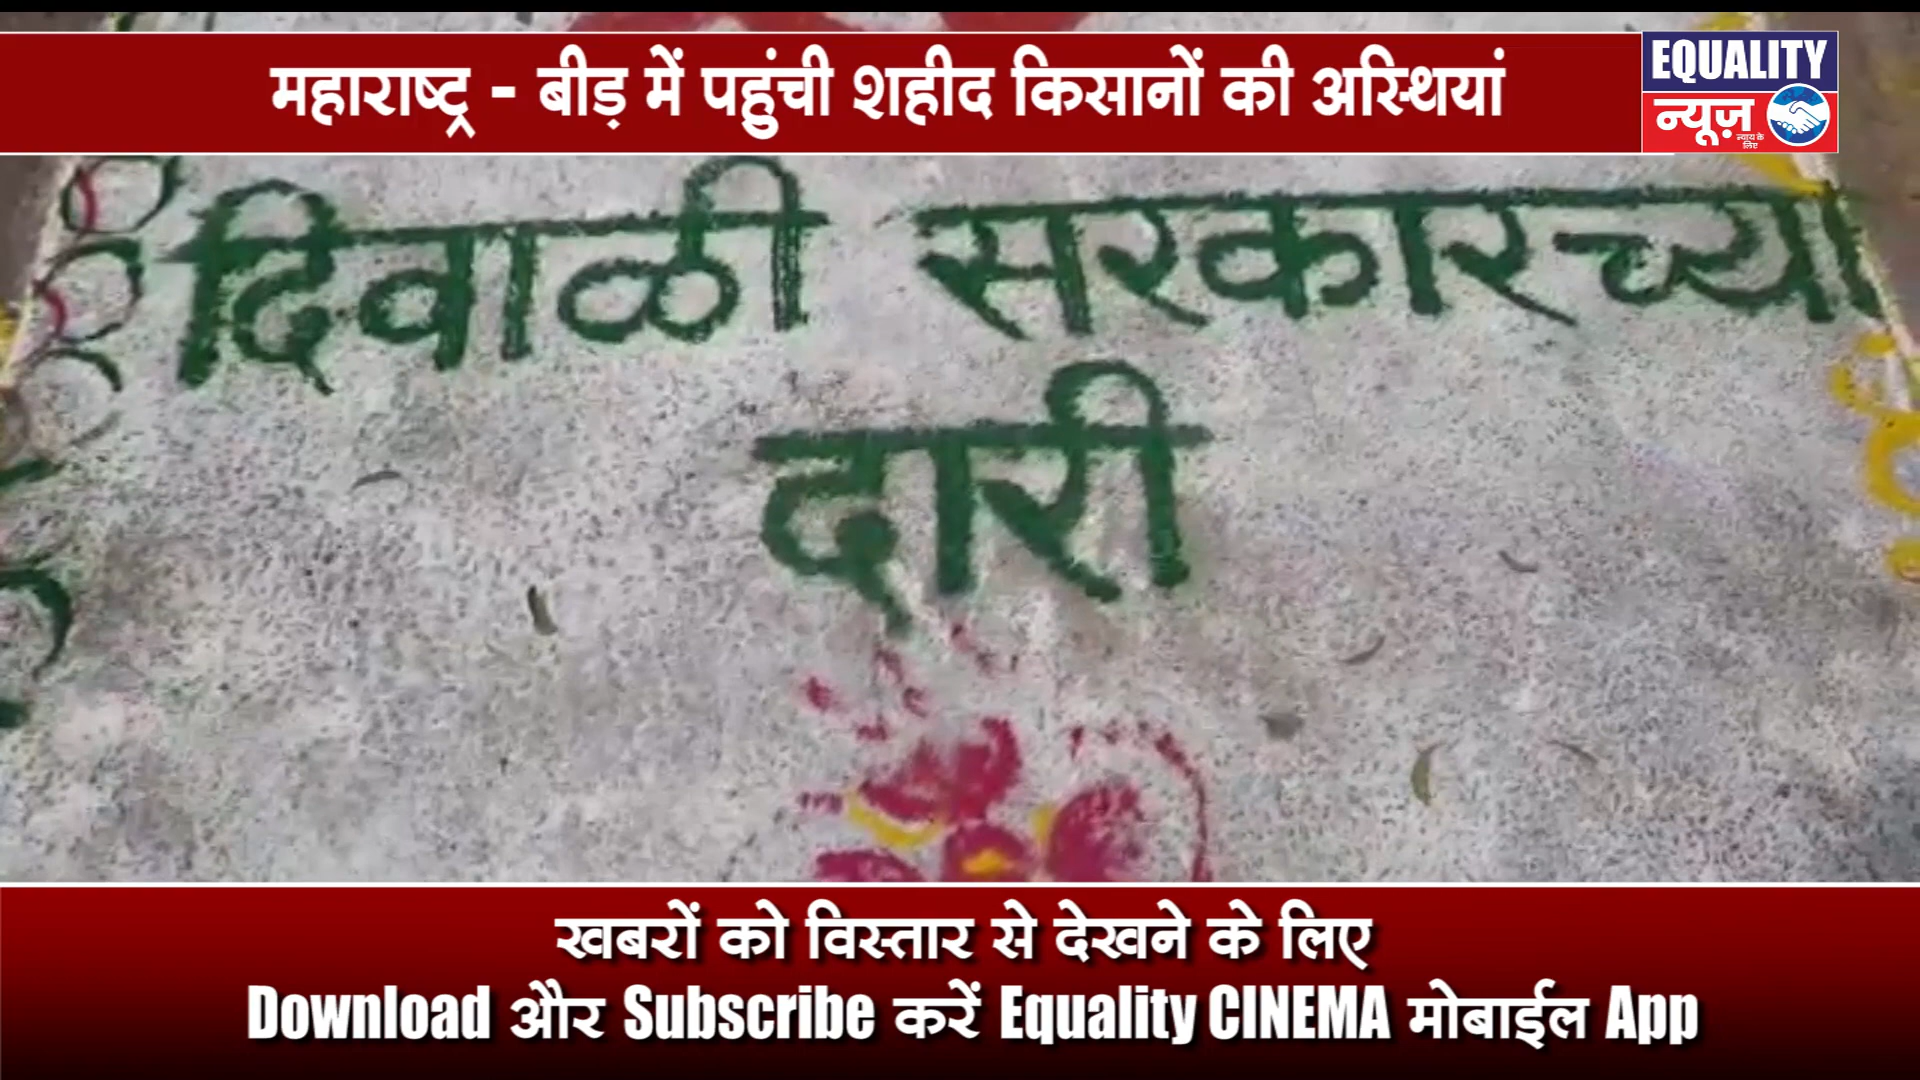 महाराष्ट्र - बीड़ में पहुंची शहीद किसानों की अस्थियां
EQUALITY
न्यूज़
न्याय के
लिए
दिवाळी सरकारच्या
दारी
खबरों को विस्तार से देखने के लिए
Download और Subscribe करें Equality CINEMA मोबाईल App